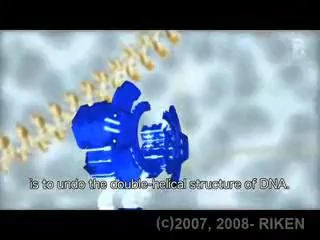 is to undo the double-helical structure of DNA.
(c)2007, 2008- RIKEN